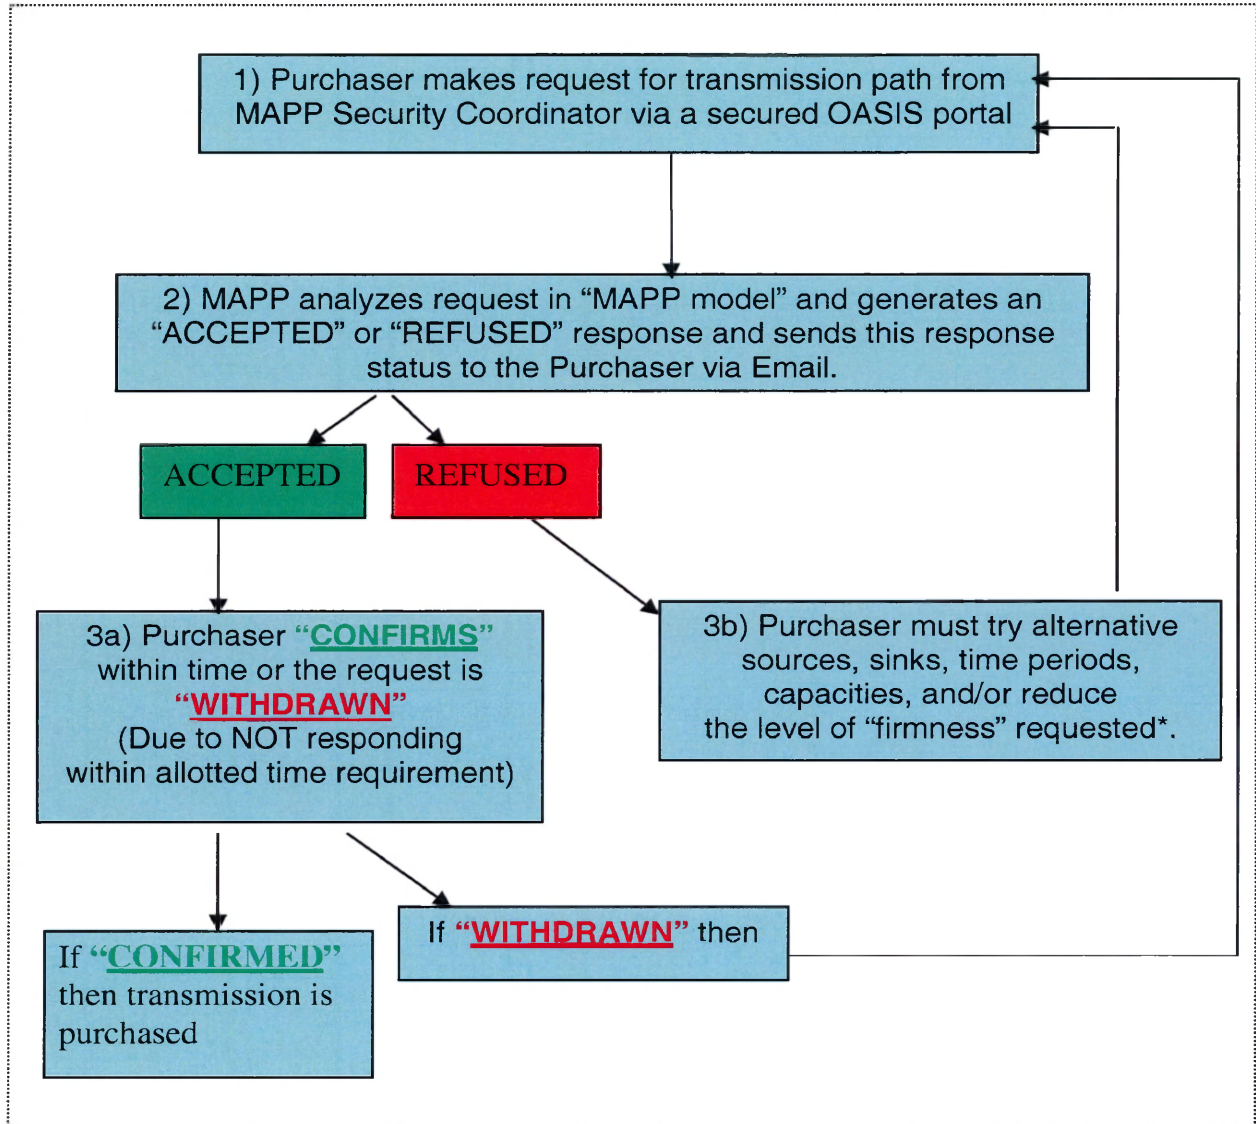 1) Purchaser makes request for transmission path from
MAPP Security Coordinator via a secured OASIS portal
2) MAPP analyzes request in “MAPP model” and generates an
“ACCEPTED” or “REFUSED” response and sends this response
status to the Purchaser via Email.
ACCEPTED
REFUSED
3a) Purchaser “CONFIRMS”
within time or the request is
“WITHDRAWN”
(Due to NOT responding
within allotted time requirement)
3b) Purchaser must try alternative
sources, sinks, time periods,
capacities, and/or reduce
the level of “firmness” requested*.
If “CONFIRMED”
then transmission is
purchased
If “WITHDRAWN” then